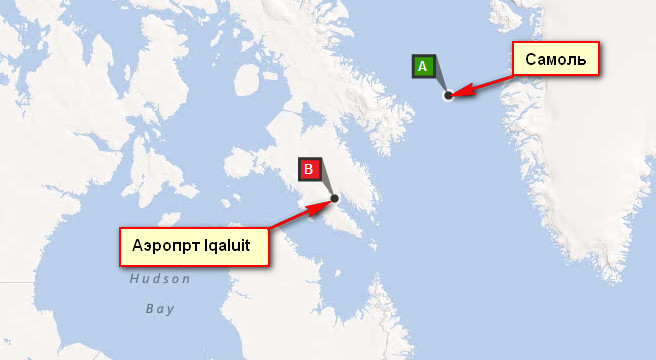 A
Самоль
B
Аэропрт Iqaluit
Hudson
Bay